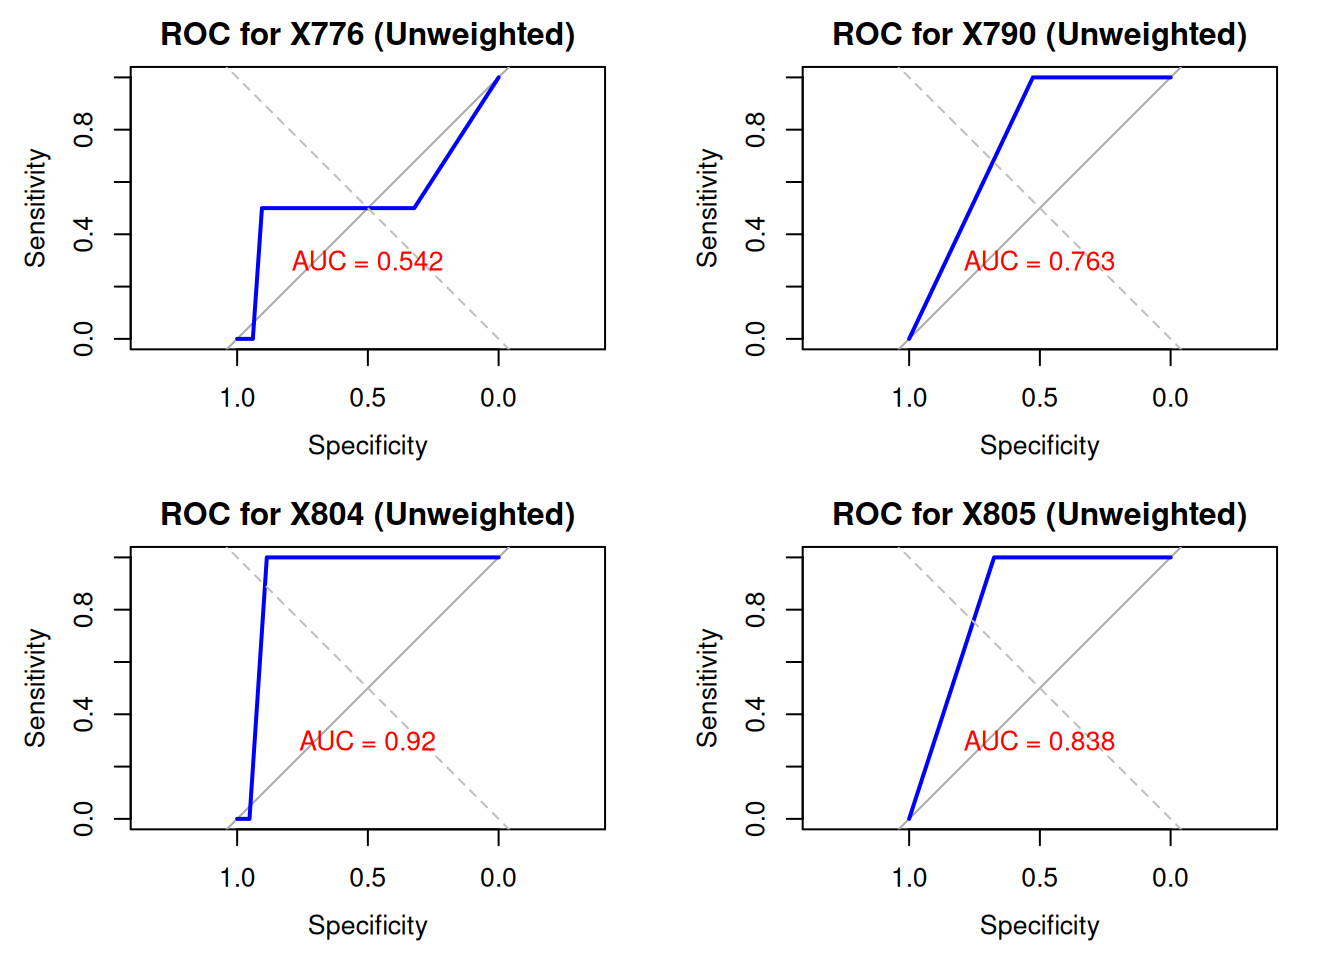 ROC for X776 (Unweighted)
Sensitivity
0.0 0.4 0.8
AUC = 0.542
1.0 0.5 0.0
Specificity
ROC for X790 (Unweighted)
Sensitivity
0.0 0.4 0.8
AUC = 0.763
1.0 0.5 0.0
Specificity
ROC for X804 (Unweighted)
Sensitivity
0.0 0.4 0.8
AUC = 0.92
1.0 0.5 0.0
Specificity
ROC for X805 (Unweighted)
Sensitivity
0.0 0.4 0.8
AUC = 0.838
1.0 0.5 0.0
Specificity